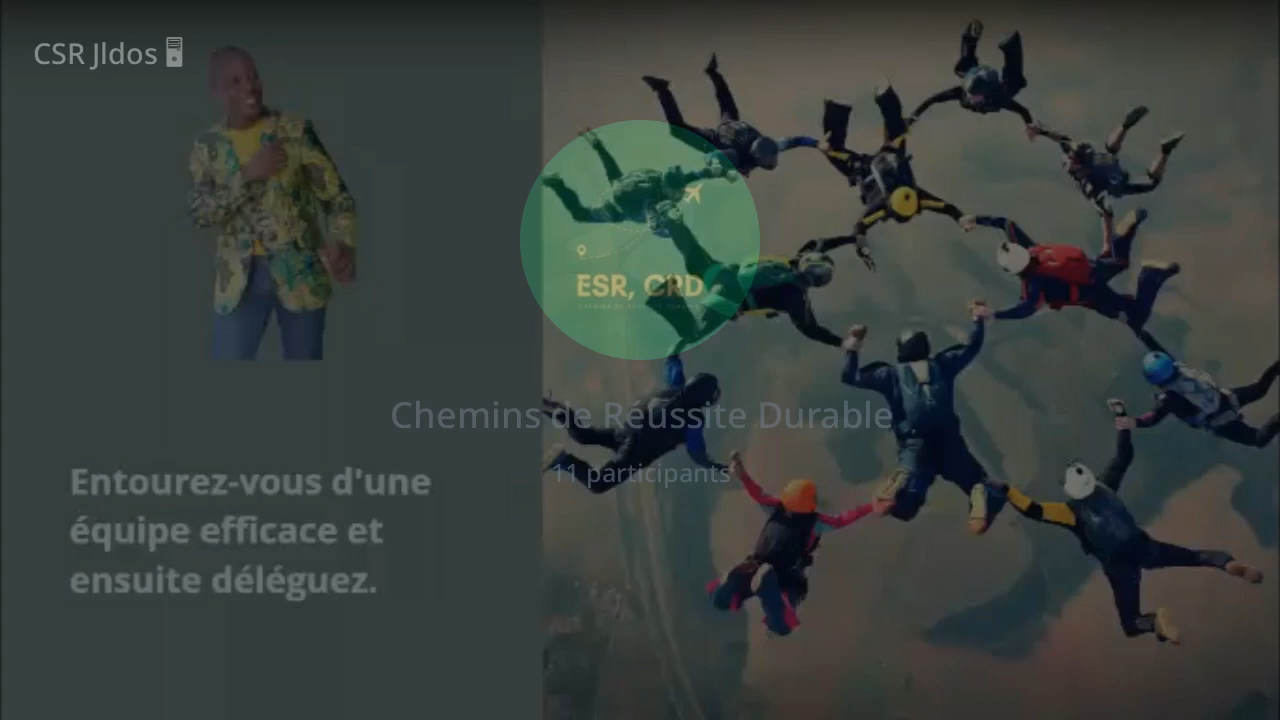 CSR Jldos
ESR, CRD
Chemins de Réussite Durable
11 participants
Entourez-vous d'une
équipe efficace et
ensuite déléguez.